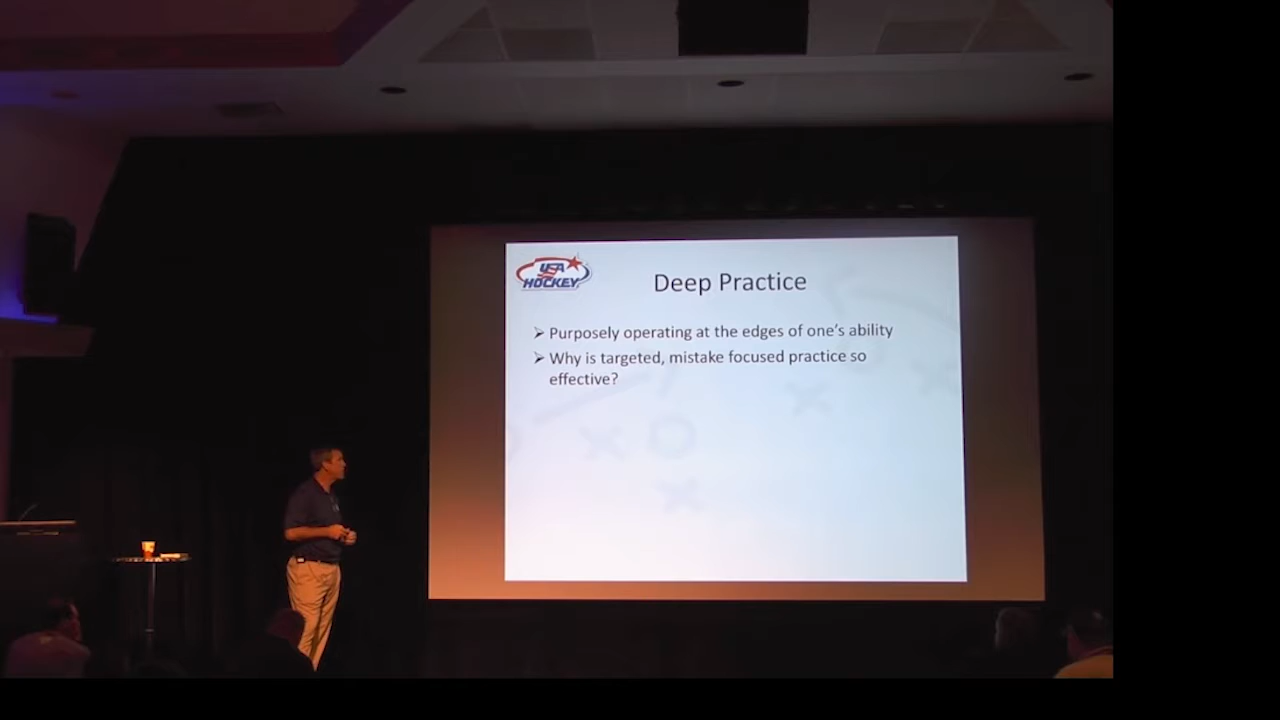 USA
HOCKEY
Deep Practice
➢ Purposely operating at the edges of one's ability
➢ Why is targeted, mistake focused practice so
effective?